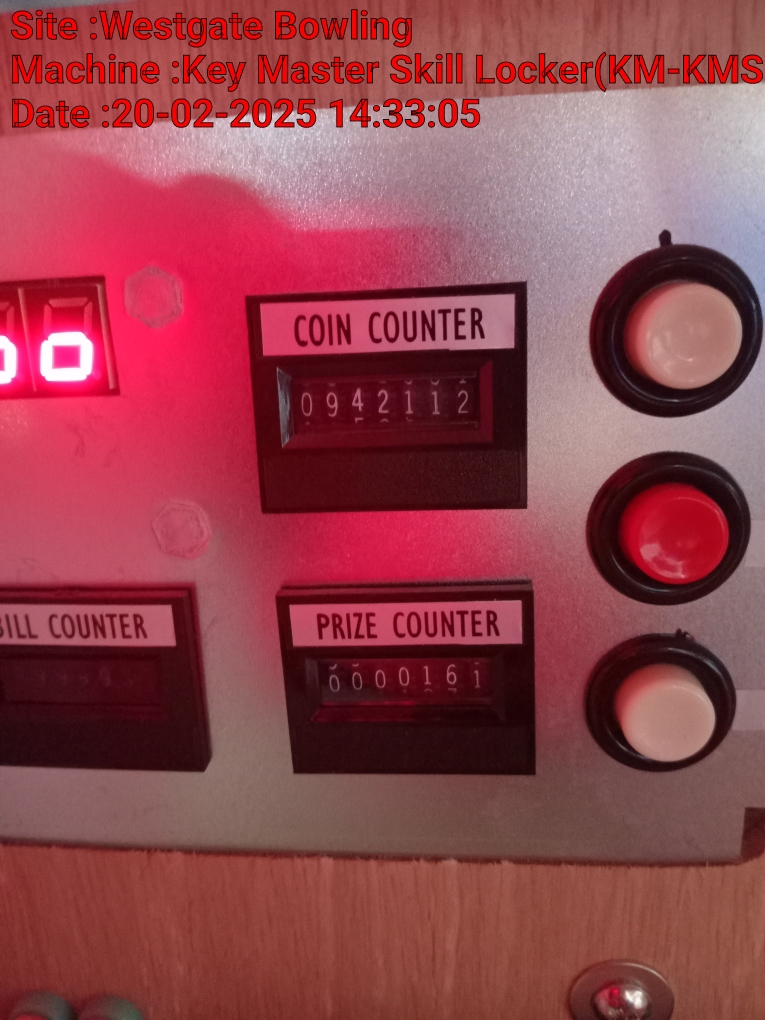 Site :Westgate Bowling
Machine :Key Master Skill Locker(KM-KMS
Date :20-02-2025 14:33:05
COIN COUNTER
0942112
BILL COUNTER
PRIZE COUNTER
0000161